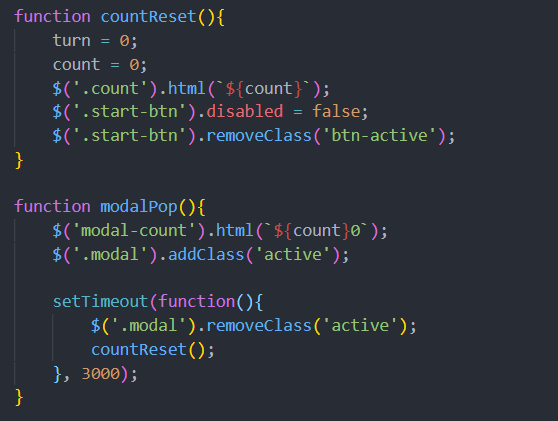 function countReset(){
    turn = 0;
    count = 0;
    $('.count').html(`${count}`);
    $('.start-btn').disabled = false;
    $('.start-btn').removeClass('btn-active');
}

function modalPop(){
    $('modal-count').html(`${count}0`);
    $('.modal').addClass('active');

    setTimeout(function(){
        $('.modal').removeClass('active');
        countReset();
    }, 3000);
}